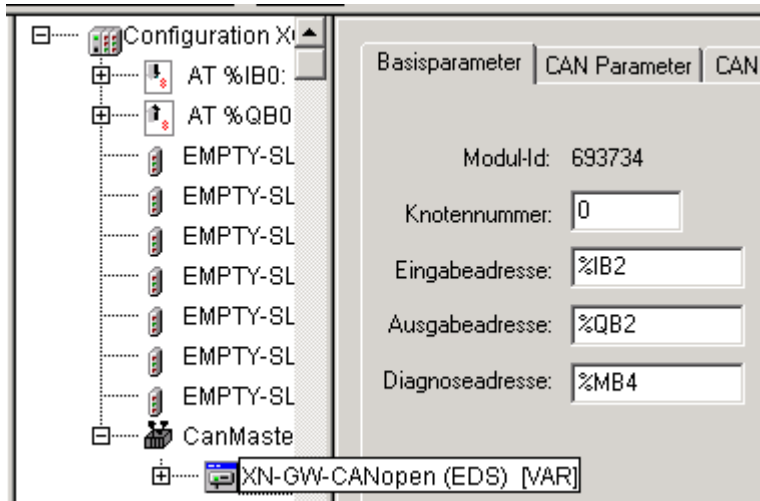 Configuration X
AT %IB0:
AT %QB0
EMPTY-SL
EMPTY-SL
EMPTY-SL
EMPTY-SL
EMPTY-SL
EMPTY-SL
EMPTY-SL
CanMaste
XN-GW-CANopen (EDS) [VAR]
Basisparameter CAN Parameter CAN
Modul-Id: 693734
Knotennummer: 0
Eingabeadresse: %IB2
Ausgabeadresse: %QB2
Diagnoseadresse: %MB4